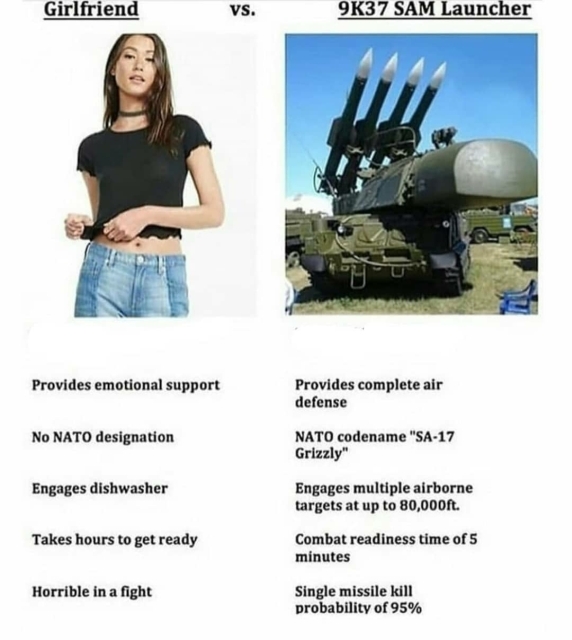 Girlfriend vs. 9K37 SAM Launcher
Provides emotional support
Provides complete air
defense
No NATO designation
NATO codename "SA-17
Grizzly"
Engages dishwasher
Engages multiple airborne
targets at up to 80,000ft.
Takes hours to get ready
Combat readiness time of 5
minutes
Horrible in a fight
Single missile kill
probability of 95%